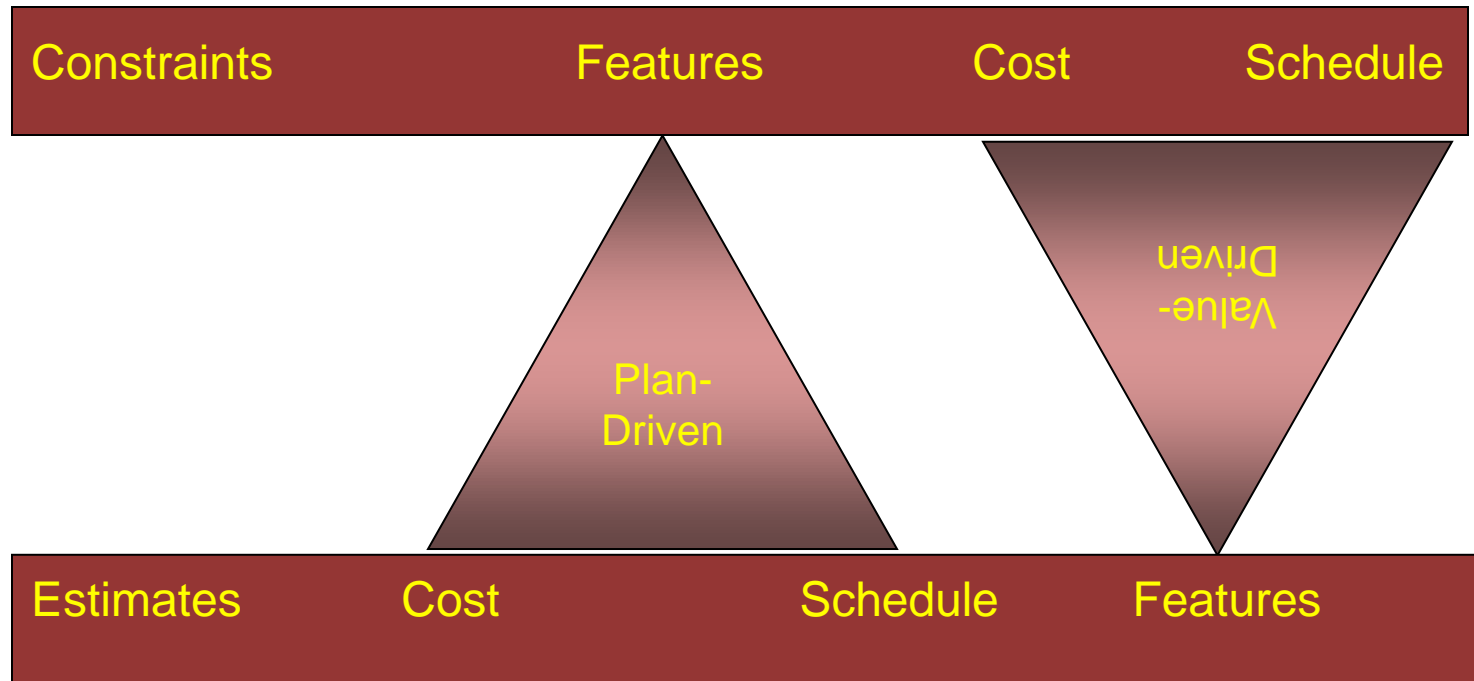 Constraints Features Cost Schedule
Value-
Driven
Plan-
Driven
Estimates Cost Schedule Features